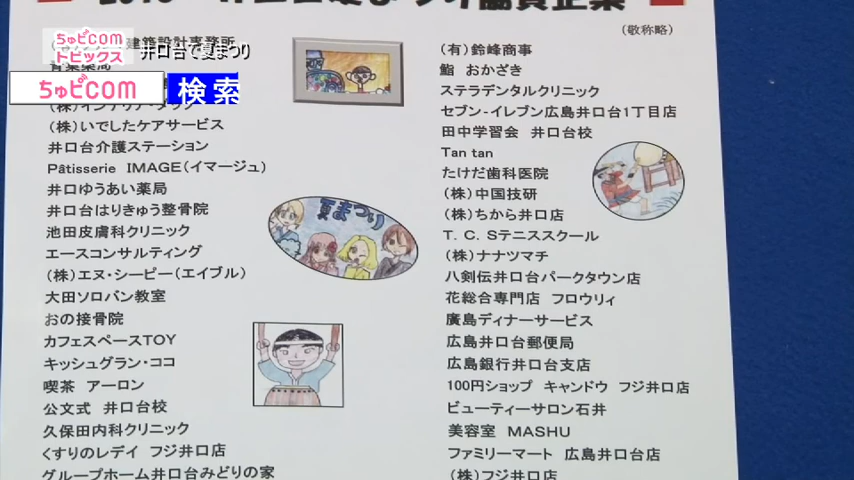 協賛企業
(敬称略)
ちゅピCOM
トピックス
井口台で夏まつり
ちゅピCOM
検索
建築設計事務所
(株)いでしたケアサービス
井口台介護ステーション
Pâtisserie IMAGE(イマージュ)
井口ゆうあい薬局
井口台はりきゅう整骨院
池田皮膚科クリニック
エースコンサルティング
(株)エヌ・シーピー(エイブル)
大田ソロバン教室
おの接骨院
カフェスペースTOY
キッシュグラン・ココ
喫茶 アーロン
公文式 井口台校
久保田内科クリニック
くすりのレデイ フジ井口店
グループホーム井口台みどりの家
夏まつり
(有)鈴峰商事
鮨 おかざき
ステラデンタルクリニック
セブン-イレブン広島井口台1丁目店
田中学習会 井口台校
Tan tan
たけだ歯科医院
(株)中国技研
(株)ちから井口店
T. C. Sテニススクール
(株)ナナツマチ
八剣伝井口台パークタウン店
花総合専門店 フロウリィ
廣島ディナーサービス
広島井口台郵便局
広島銀行井口台支店
100円ショップ キャンドウ フジ井口店
ビューティーサロン石井
美容室 MASHU
ファミリーマート 広島井口台店
(株)フジ井口店